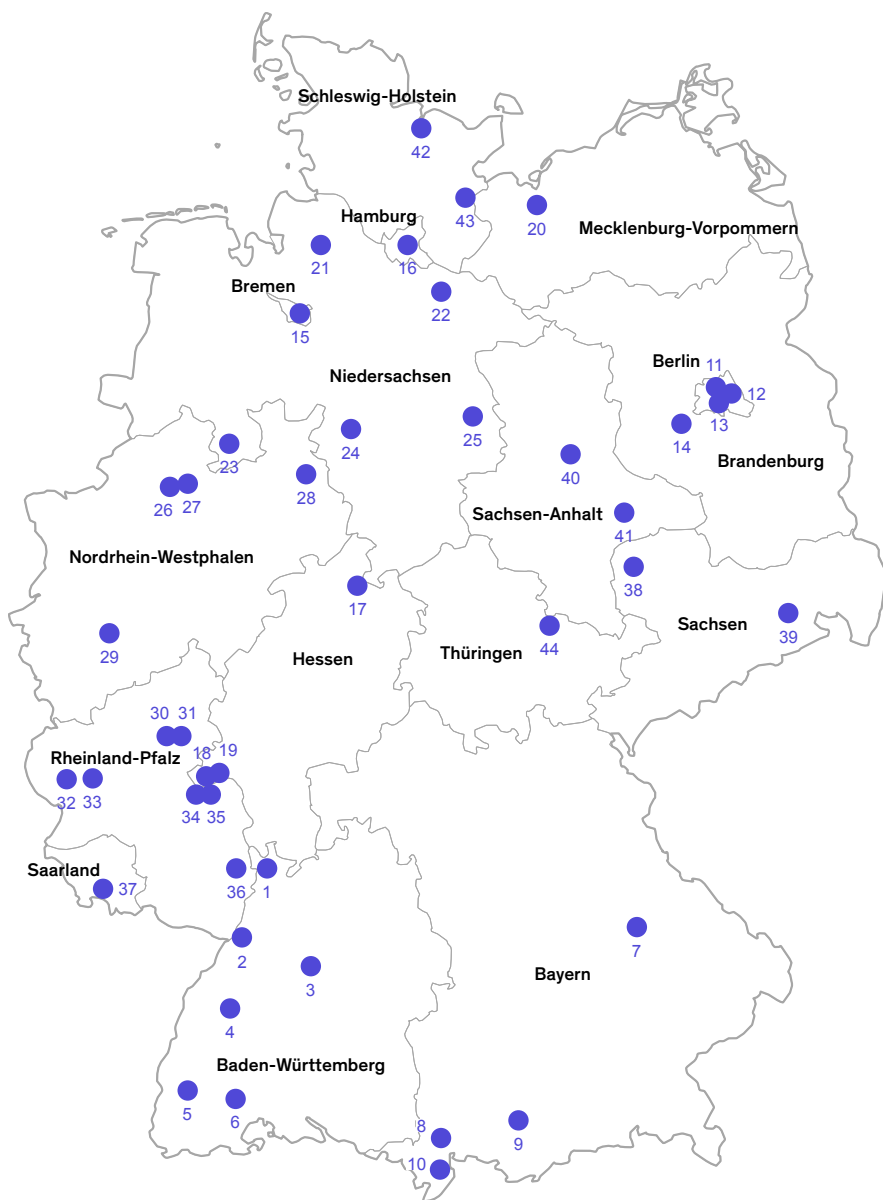 Schleswig-Holstein
42
43
20
Hamburg
Mecklenburg-Vorpommern
21
16
Bremen
22
15
Berlin
11
12
Niedersachsen
13
14
25
24
23
Brandenburg
40
28
26
27
Sachsen-Anhalt
41
Nordrhein-Westphalen
38
17
Sachsen
39
29
Hessen
Thüringen
44
30
31
18
19
Rheinland-Pfalz
32
33
34
35
Saarland
37
36
1
2
7
3
Bayern
4
Baden-Württemberg
5
6
8
9
10